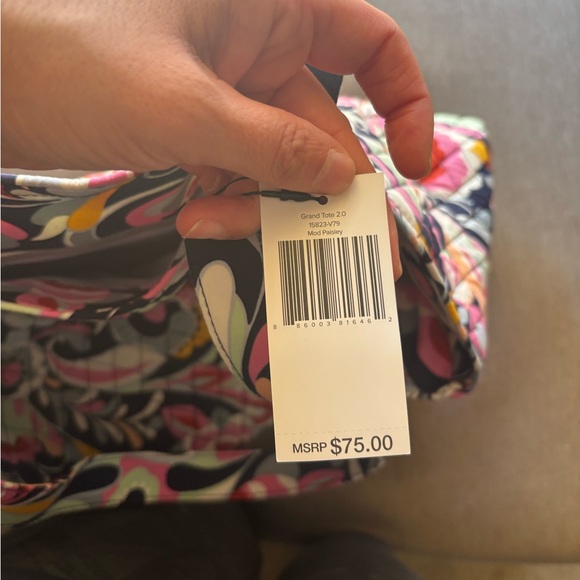 Grand Tote 2.0
15823-V79
Mod Paisley
8 86003 81646 2
MSRP $75.00